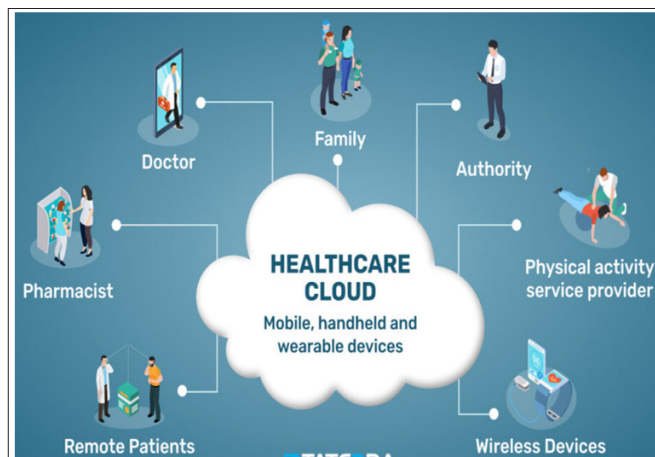 Family
Doctor
Authority
HEALTHCARE
CLOUD
Mobile, handheld and
wearable devices
Pharmacist
Physical activity
service provider
Remote Patients
Wireless Devices